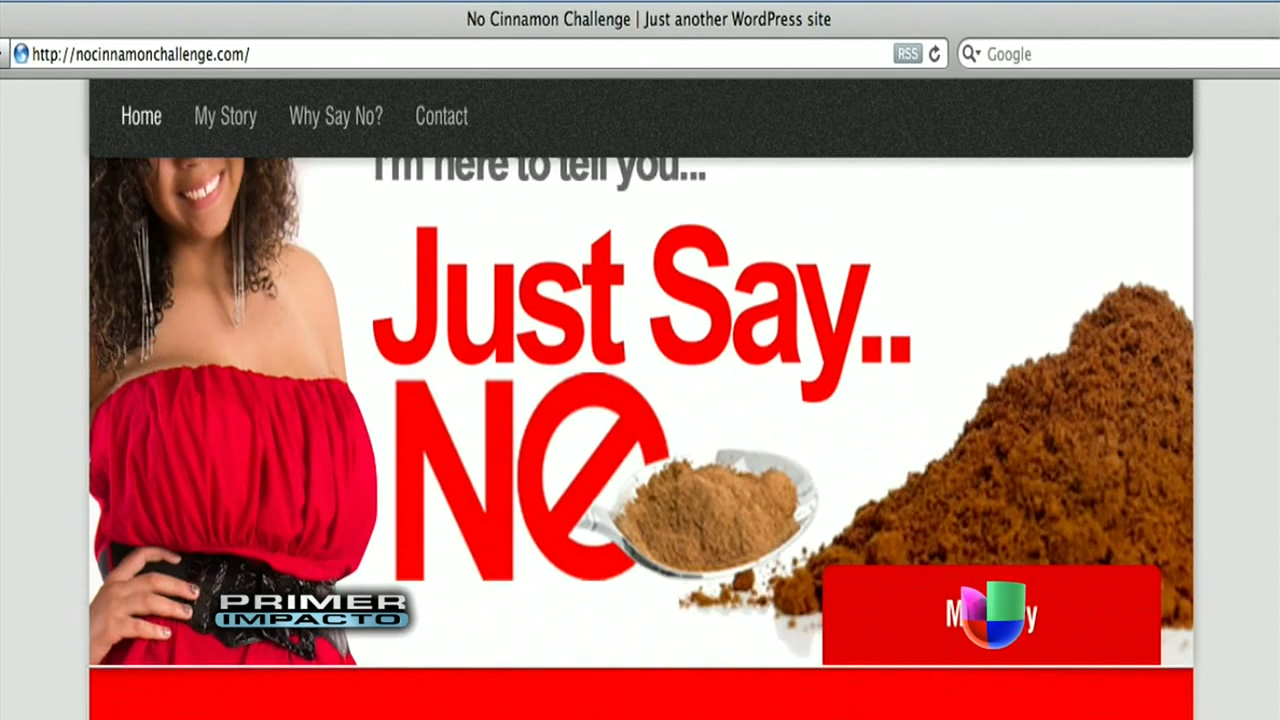 No Cinnamon Challenge | Just another WordPress site
http://nocinnamonchallenge.com/
RSS
Google
Home
My Story
Why Say No?
Contact
I'm here to tell you...
Just Say..
NO
PRIMER
IMPACTO